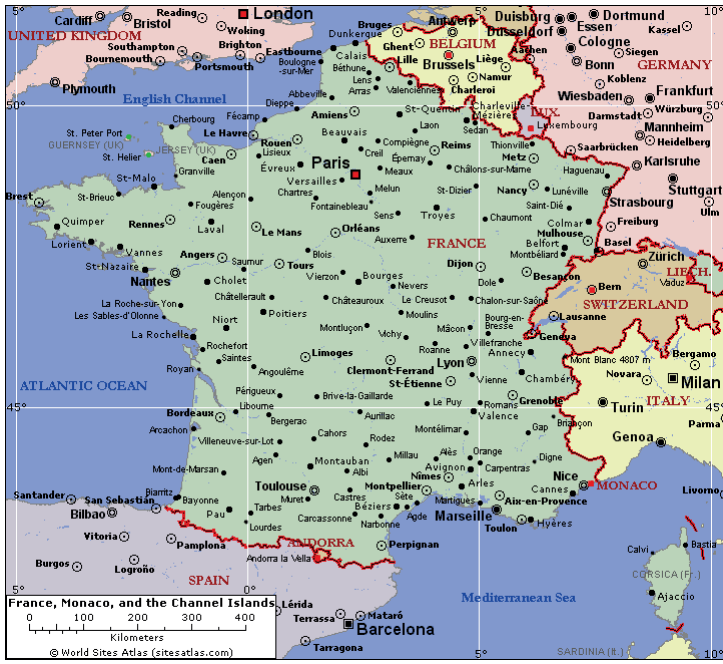 London
Cardiff
Reading
Bristol
Woking
UNITED KINGDOM
Southampton
Brighton
Bournemouth
Portsmouth
Eastbourne
Plymouth
English Channel
50°
5°
0°
Bruges
Antwerp
Dunkerque
Ghent
BELGIUM
Calais
Boulogne
-sur-Mer
Lille
Brussels
Liège
Béthune
Namur
Lens
Arras
Valenciennes
Charleroi
Abbeville
Duisburg
Dortmund
Düsseldorf
Essen
Kassel
Cologne
Aachen
Siegen
Bonn
GERMANY
Koblenz
Frankfurt
Wiesbaden
50°
Würzburg
Darmstadt
Mannheim
Heidelberg
Saarbrücken
Karlsruhe
Stuttgart
Strasbourg
Ulm
Freiburg
Basel
LUX.
Luxembourg
Charleville-
Mézières
Sedan
St-Quentin
Dieppe
Amiens
Cherbourg
Fécamp
St. Peter Port
GUERNSEY (UK)
Le Havre
Rouen
Beauvais
Laon
Compiègne
Reims
Thionville
JERSEY (UK)
St. Helier
Caen
Lisieux
Évreux
Paris
Creil
Épernay
Metz
Meaux
Châlons-sur-Marne
Haguenau
Granville
St-Malo
Versailles
Melun
St-Dizier
Nancy
Lunéville
Brest
St-Brieuc
Alençon
Chartres
Fontainebleau
Saint-Dié
Fougères
Sens
Troyes
Chaumont
Colmar
Quimper
Rennes
Laval
Le Mans
Orléans
Auxerre
FRANCE
Mulhouse
Belfort
Montbéliard
Lorient
Vannes
Angers
Saumur
Blois
Dijon
Zürich
LIECH.
Vaduz
St-Nazaire
Tours
Vierzon
Bourges
Besançon
Nantes
Cholet
Nevers
Dole
Bern
SWITZERLAND
La Roche-sur-Yon
Châtellerault
Châteauroux
Le Creusot
Chalon-sur-Saône
Les Sables-d'Olonne
Poitiers
Moulins
Bourg-en-
Bresse
Lausanne
Niort
Montluçon
Mâcon
La Rochelle
Vichy
Villefranche
Geneva
Rochefort
Roanne
Annecy
Mont Blanc 4807 m
Bergamo
Saintes
Limoges
Clermont-Ferrand
Lyon
Royan
Angoulême
St-Étienne
Vienne
Chambéry
Novara
Milan
ATLANTIC OCEAN
Périgueux
Brive-la-Gaillarde
Le Puy
Romans
Grenoble
Turin
ITALY
45°
Bordeaux
Libourne
Aurillac
Valence
Briançon
Parma
Arcachon
Bergerac
Cahors
Rodez
Montélimar
Gap
Genoa
Villeneuve-sur-Lot
Agen
Montauban
Millau
Alès
Orange
Digne
Mont-de-Marsan
Albi
Avignon
Carpentras
Toulouse
Nîmes
Nice
MONACO
Biarritz
Bayonne
Muret
Castres
Montpellier
Arles
Cannes
Livorno
Santander
San Sebastián
Pau
Tarbes
Sète
Martigues
Aix-en-Provence
Bilbao
Carcassonne
Béziers
Agde
Marseille
Lourdes
Narbonne
Toulon
Hyères
Vitoria
Pamplona
ANDORRA
Perpignan
Andorra la Vella
Bastia
Calvi
Burgos
Logroño
SPAIN
CORSICA (Fr.)
5°
Mediterranean Sea
Ajaccio
France, Monaco, and the Channel Islands
Lérida
Terrassa
Mataró
0 100 200 300 400
Barcelona
Kilometers
© World Sites Atlas (sitesatlas.com)
Tarragona
5°
SARDINIA (It.)
10°